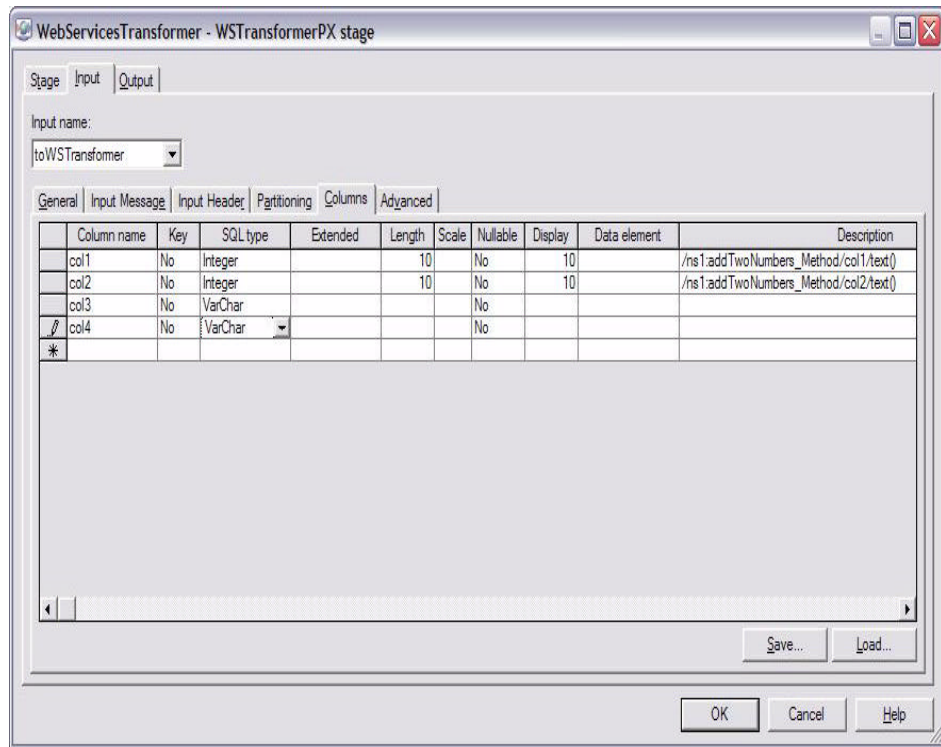 WebServicesTransformer - WSTransformerPX stage
Stage Input Output
Input name:
toWSTransformer
General Input Message Input Header Partitioning Columns Advanced
Column name Key SQL type Extended Length Scale Nullable Display Data element Description
col1 No Integer 10 No 10 /ns1:addTwoNumbers_Method/col1/text()
col2 No Integer 10 No 10 /ns1:addTwoNumbers_Method/col2/text()
col3 No VarChar No
col4 No VarChar No
*
Save... Load...
OK Cancel Help